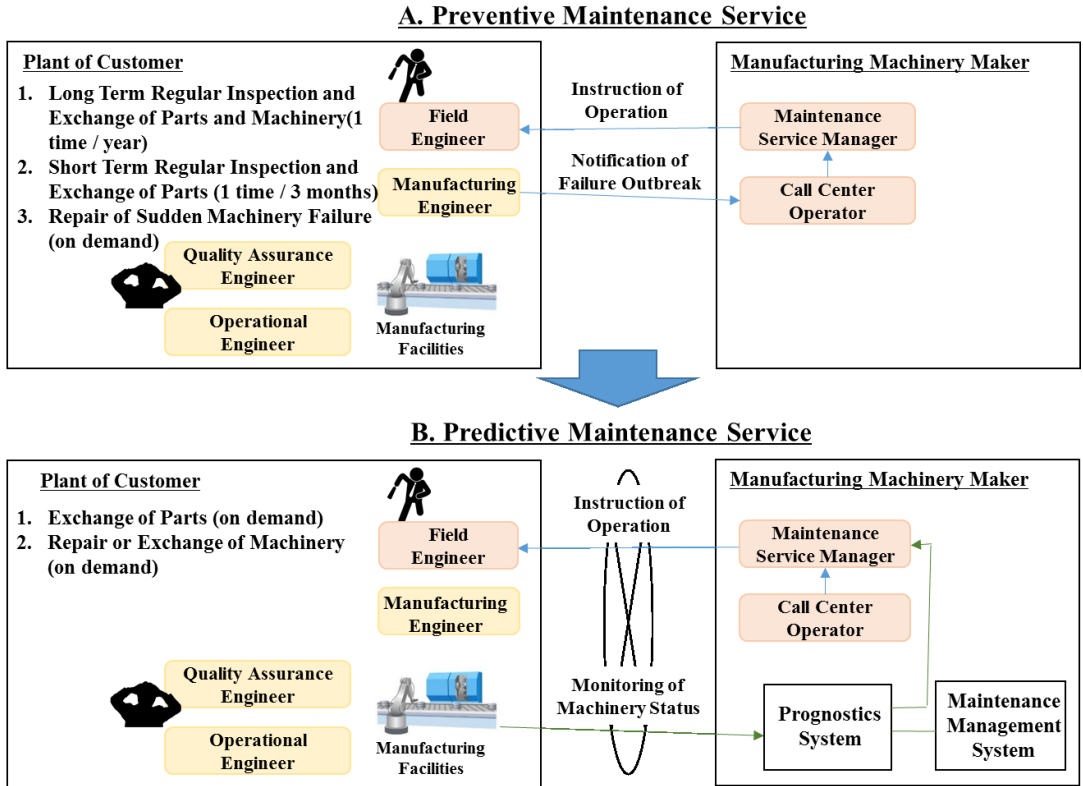 A. Preventive Maintenance Service
Plant of Customer
1. Long Term Regular Inspection and
Exchange of Parts and Machinery(1
time / year)
2. Short Term Regular Inspection and
Exchange of Parts (1 time / 3 months)
3. Repair of Sudden Machinery Failure
(on demand)
Field
Engineer
Manufacturing
Engineer
Quality Assurance
Engineer
Operational
Engineer
Manufacturing
Facilities
Instruction of
Operation
Notification of
Failure Outbreak
Manufacturing Machinery Maker
Maintenance
Service Manager
Call Center
Operator
B. Predictive Maintenance Service
Plant of Customer
1. Exchange of Parts (on demand)
2. Repair or Exchange of Machinery
(on demand)
Field
Engineer
Manufacturing
Engineer
Quality Assurance
Engineer
Operational
Engineer
Manufacturing
Facilities
Instruction of
Operation
Monitoring of
Machinery Status
Manufacturing Machinery Maker
Maintenance
Service Manager
Call Center
Operator
Prognostics
System
Maintenance
Management
System